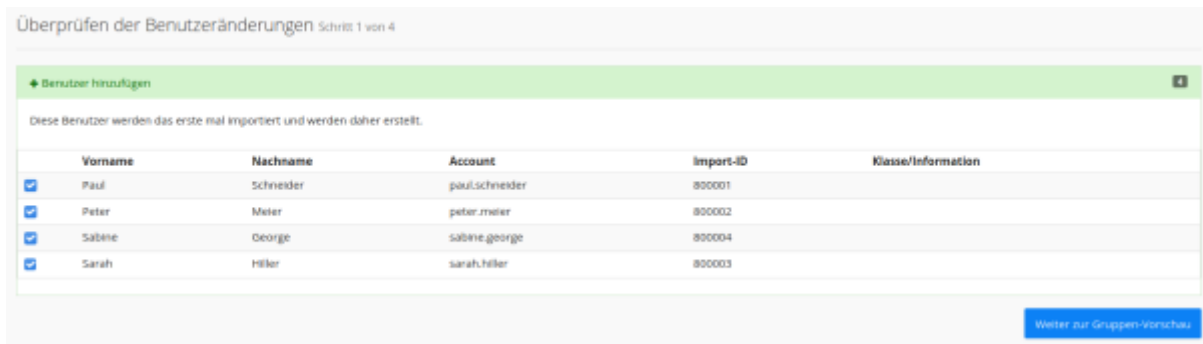 Überprüfen der Benutzeränderungen Schritt 1 von 4
Benutzer hinzufügen 4
Diese Benutzer werden das erste mal importiert und werden daher erstellt.
Vorname Nachname Account Import-ID Klasse/Information
Paul Schneider paul.schneider 800001
Peter Meier peter.meier 800002
Sabine George sabine.george 800004
Sarah Hiller sarah.hiller 800003
Weiter zur Gruppen-Vorschau